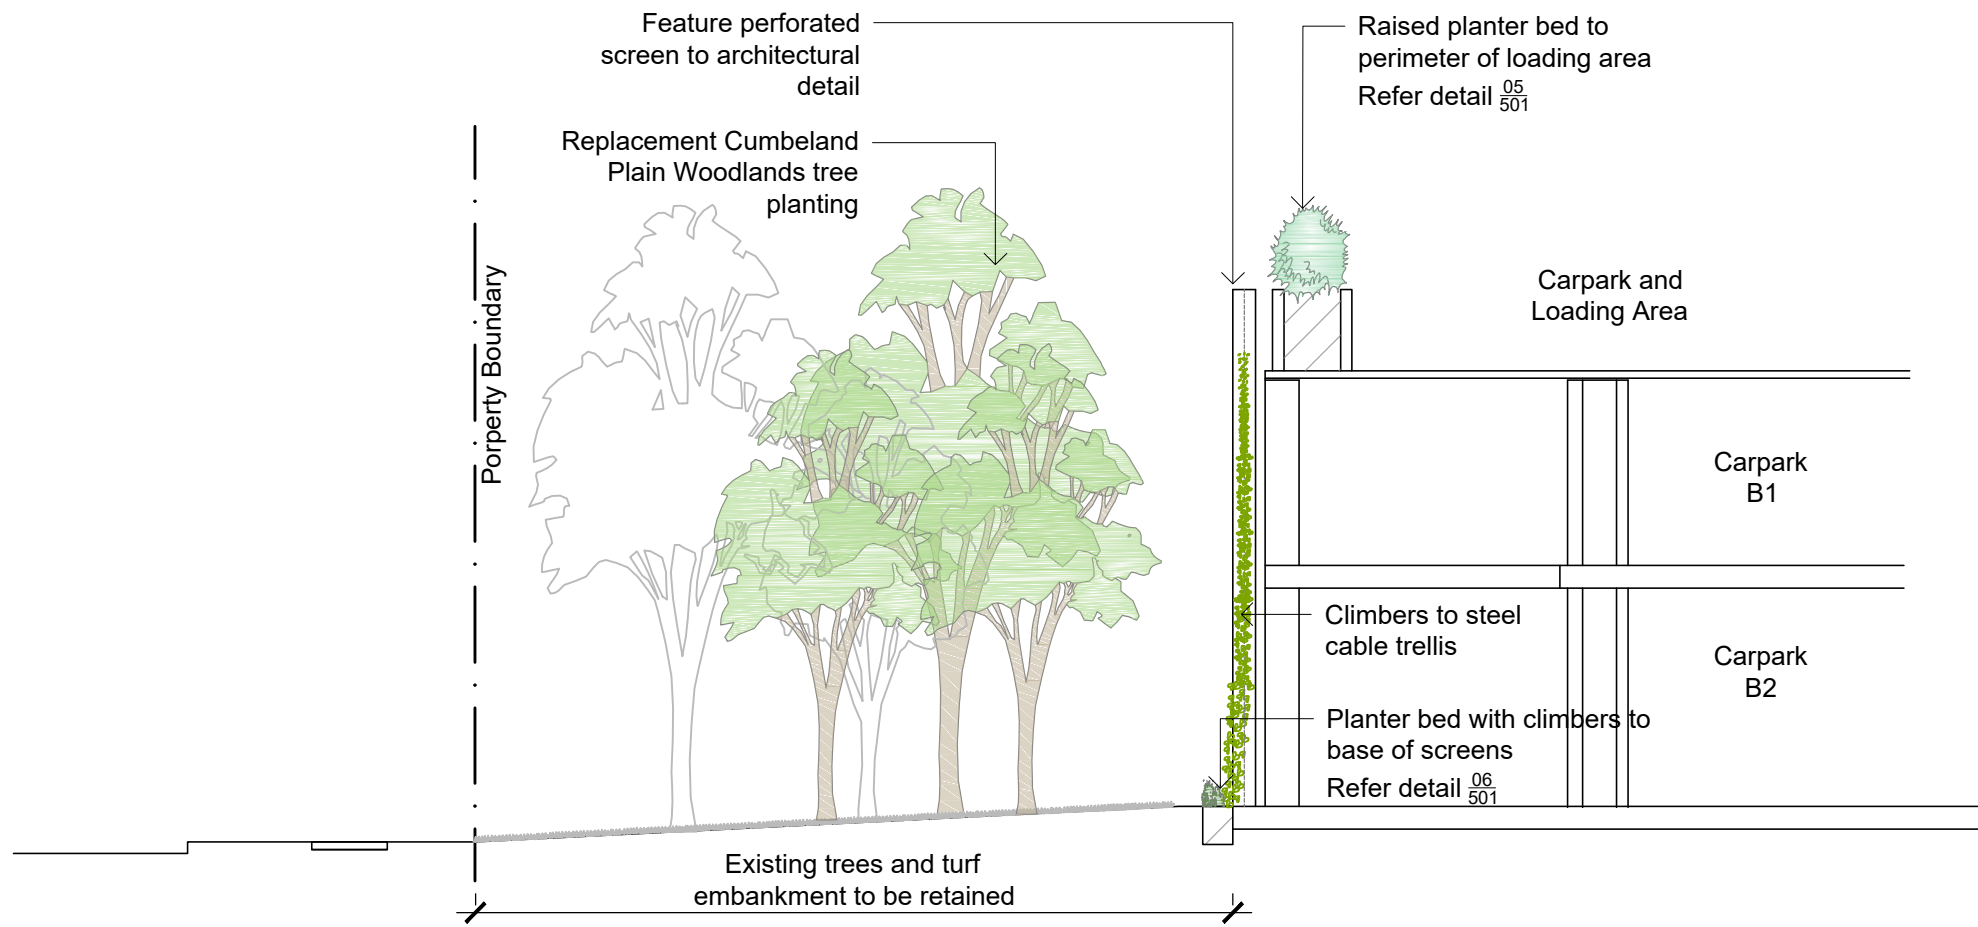 Feature perforated
screen to architectural
detail
Raised planter bed to
perimeter of loading area
Refer detail 05/501
Replacement Cumbeland
Plain Woodlands tree
planting
Porperty Boundary
Carpark and
Loading Area
Carpark
B1
Climbers to steel
cable trellis
Carpark
B2
Planter bed with climbers to
base of screens
Refer detail 06/501
Existing trees and turf
embankment to be retained